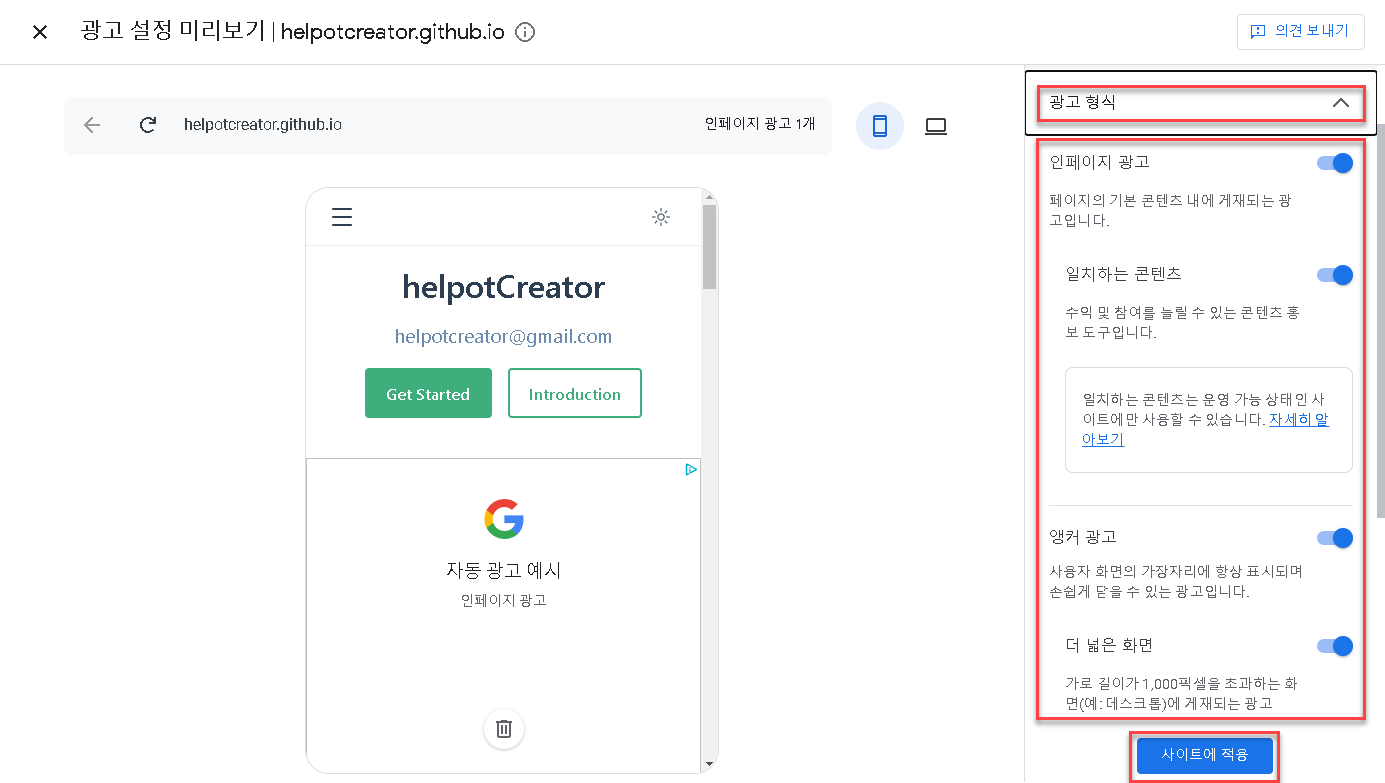 광고 설정 미리보기 | helpotcreator.github.io
의견 보내기
helpotcreator.github.io
인페이지 광고 1개
helpotCreator
helpotcreator@gmail.com
Get Started
Introduction
자동 광고 예시
인페이지 광고
광고 형식
인페이지 광고
페이지의 기본 콘텐츠 내에 게재되는 광
고입니다.
일치하는 콘텐츠
수익 및 참여를 늘릴 수 있는 콘텐츠 홍
보 도구입니다.
일치하는 콘텐츠는 운영 가능 상태인 사
이트에만 사용할 수 있습니다. 자세히 알
아보기
앵커 광고
사용자 화면의 가장자리에 항상 표시되며
손쉽게 닫을 수 있는 광고입니다.
더 넓은 화면
가로 길이가 1,000픽셀을 초과하는 화
면(예: 데스크톱)에 게재되는 광고
사이트에 적용